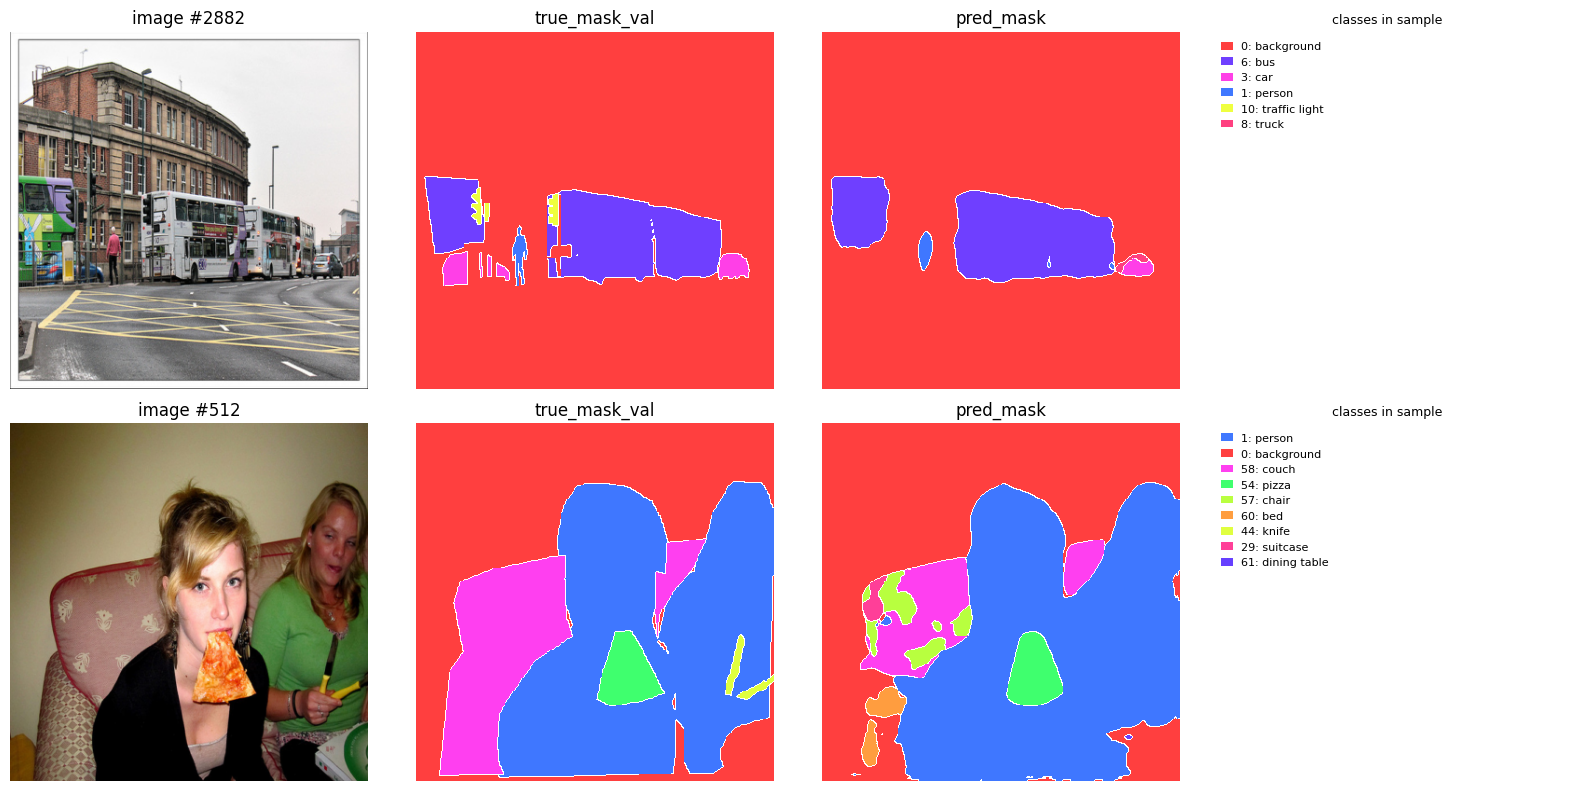 image #2882
true_mask_val
pred_mask
classes in sample
0: background
6: bus
3: car
1: person
10: traffic light
8: truck
image #512
true_mask_val
pred_mask
classes in sample
1: person
0: background
58: couch
54: pizza
57: chair
60: bed
44: knife
29: suitcase
61: dining table